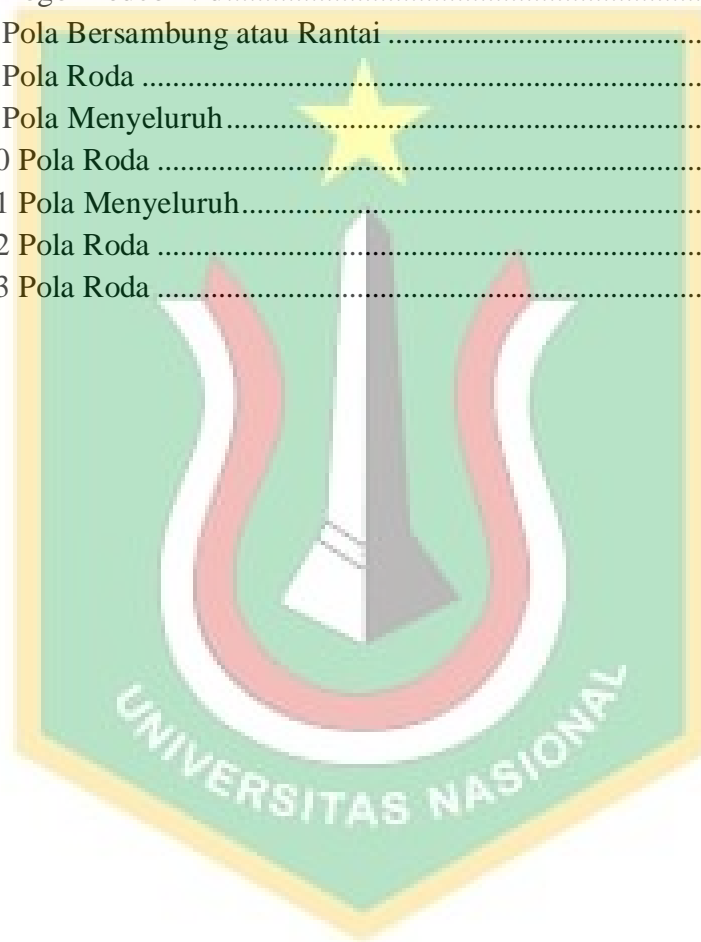 Pola Bersambung atau Rantai ........................................
Pola Roda ........................................
Pola Menyeluruh ........................................
0 Pola Roda ........................................
1 Pola Menyeluruh ........................................
2 Pola Roda ........................................
3 Pola Roda ........................................
UNIVERSITAS NASIONAL